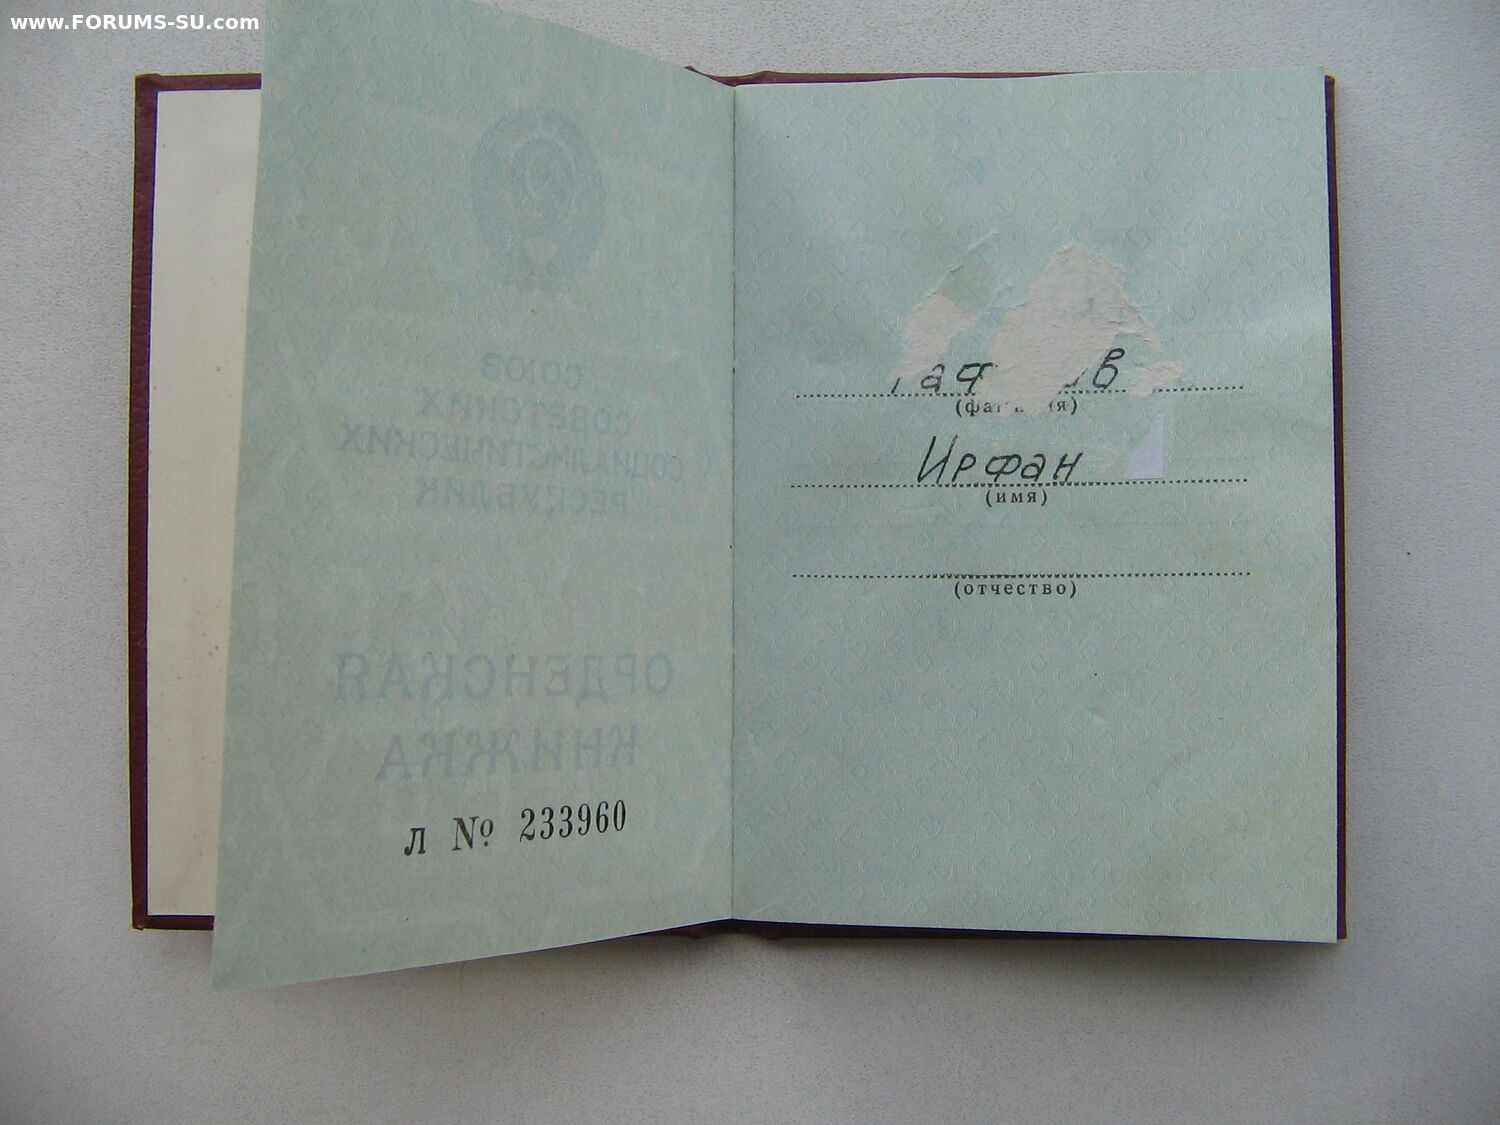 www.FORUMS-SU.com
СОЮЗ
СОВЕТСКИХ
СОЦИАЛИСТИЧЕСКИХ
РЕСПУБЛИК
ОРДЕНСКАЯ
КНИЖКА
Л № 233960
Ирфан
(имя)
(отчество)